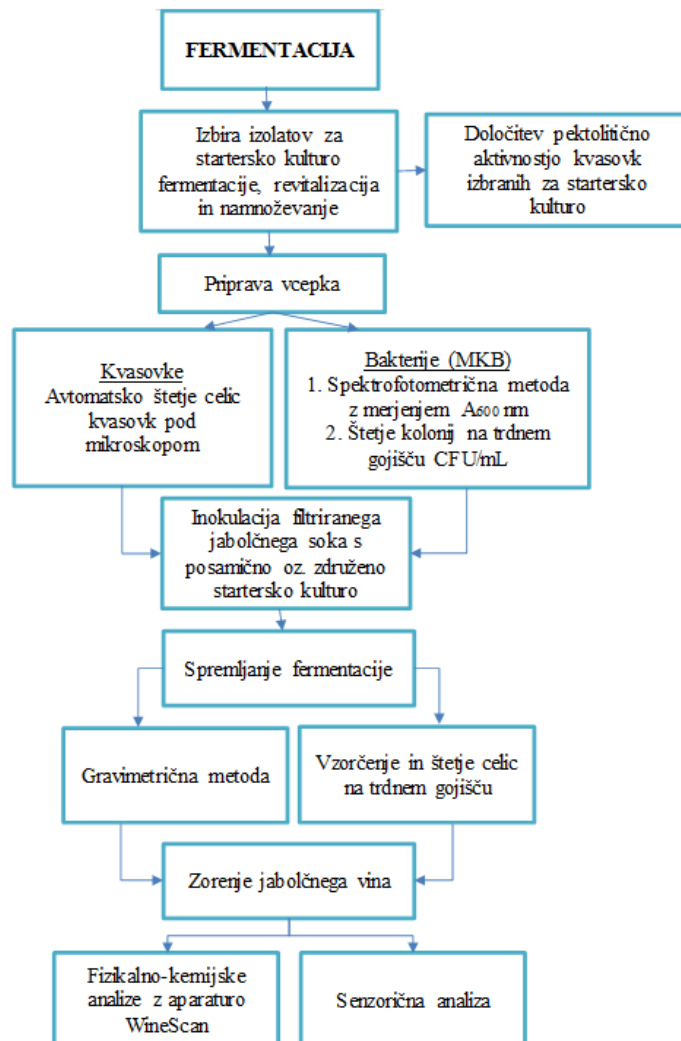 FERMENTACIJA
Izbira izolatov za
startersko kulturo
fermentacije, revitalizacija
in namnoževanje
Določitev pektolitično
aktivnostjo kvasovk
izbranih za startersko
kulturo
Priprava vcepka
Kvasovke
Avtomatsko štetje celic
kvasovk pod
mikroskopom
Bakterije (MKB)
1. Spektrofotometrična metoda
z merjenjem A600 nm
2. Štetje kolonij na trdnem
gojišču CFU/mL
Inokulacija filtriranega
jabolčnega soka s
posamično oz. združeno
startersko kulturo
Spremljanje fermentacije
Gravimetrična metoda
Vzorčenje in štetje celic
na trdnem gojišču
Zorenje jabolčnega vina
Fizikalno-kemijske
analize z aparaturo
WineScan
Senzorična analiza